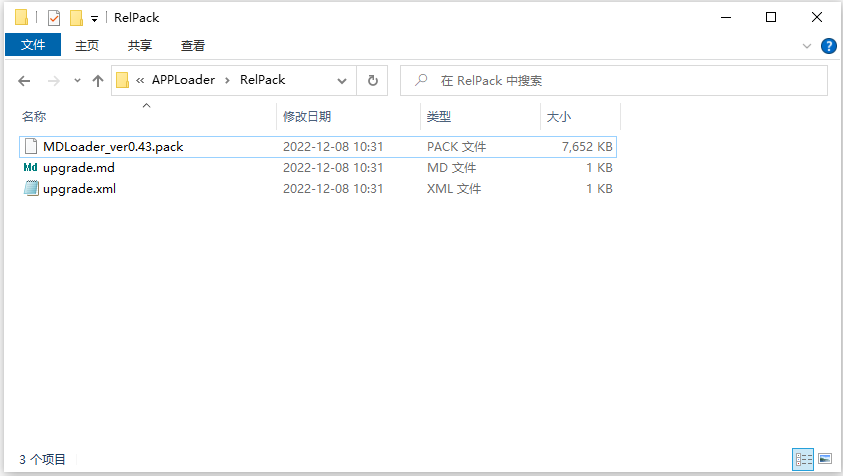 RelPack
文件 主页 共享 查看
« APPLoader › RelPack 在 RelPack 中搜索
名称 修改日期 类型 大小
MDLoader_ver0.43.pack 2022-12-08 10:31 PACK 文件 7,652 KB
Md upgrade.md 2022-12-08 10:31 MD 文件 1 KB
upgrade.xml 2022-12-08 10:31 XML 文件 1 KB
3 个项目